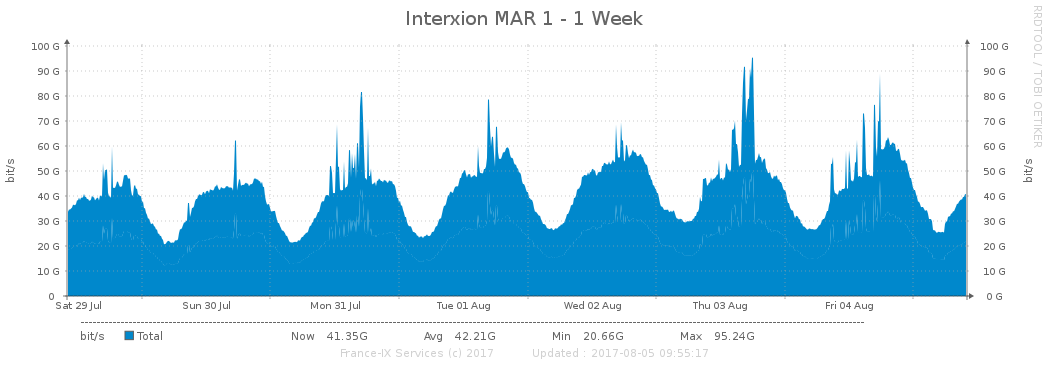 Interxion MAR 1 - 1 Week
RRDTOOL / TOBI OETIKER
bit/s
100 G 100 G
90 G 90 G
80 G 80 G
70 G 70 G
60 G 60 G
50 G 50 G
40 G 40 G
30 G 30 G
20 G 20 G
10 G 10 G
0 0 G
bit/s
Sat 29 Jul Sun 30 Jul Mon 31 Jul Tue 01 Aug Wed 02 Aug Thu 03 Aug Fri 04 Aug
bit/s Total Now 41.35G Avg 42.21G Min 20.66G Max 95.24G
France-IX Services (c) 2017 Updated : 2017-08-05 09:55:17